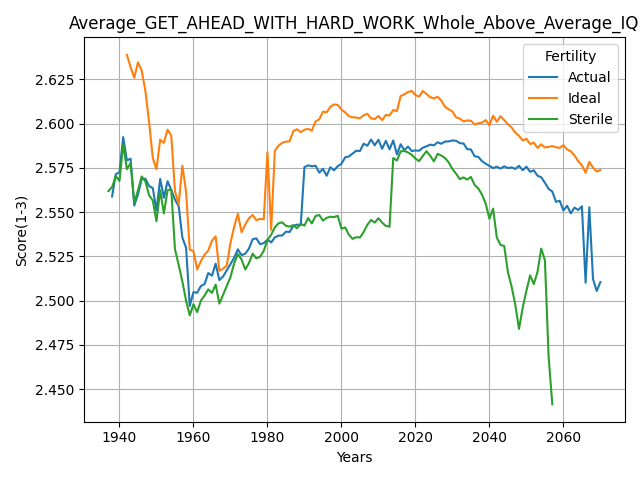 Average_GET_AHEAD_WITH_HARD_WORK_Whole_Above_Average_IQ
Fertility
Actual
Ideal
Sterile
Score(1-3)
2.625
2.600
2.575
2.550
2.525
2.500
2.475
2.450
1940 1960 1980 2000 2020 2040 2060
Years